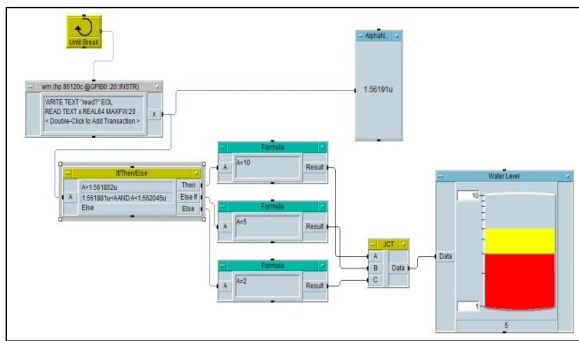 Until Break
AlphaN...
1.56191u
wm (hp 86120c @GPIB0::20::INSTR)
WRITE TEXT "read?" EOL
READ TEXT x REAL64 MAXFW:20
< Double-Click to Add Transaction >
X
If/Then/Else
A
A<1.561852u
1.561881u<AANDA<1.562045u
Else
Then
Else If
Else
Formula
A
A=10
Result
Formula
A
A=5
Result
Formula
A
A=2
Result
JCT
A
B
C
Data
Water Level
Data
10
1
5